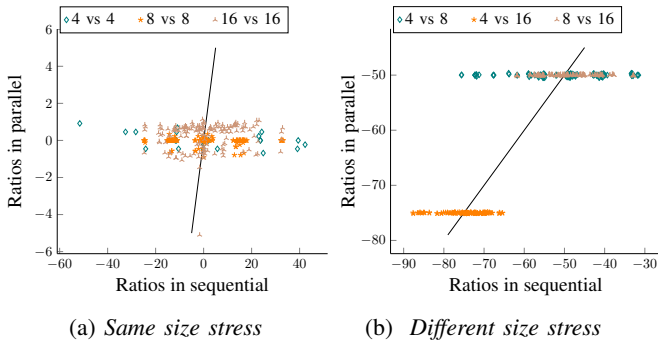 4 vs 4 8 vs 8 16 vs 16
4 vs 8 4 vs 16 8 vs 16
6
4
2
0
−2
−4
−6
Ratios in parallel
−60 −40 −20 0 20 40
Ratios in sequential
−50
−60
−70
−80
Ratios in parallel
−90 −80 −70 −60 −50 −40 −30
Ratios in sequential
(a) Same size stress
(b) Different size stress